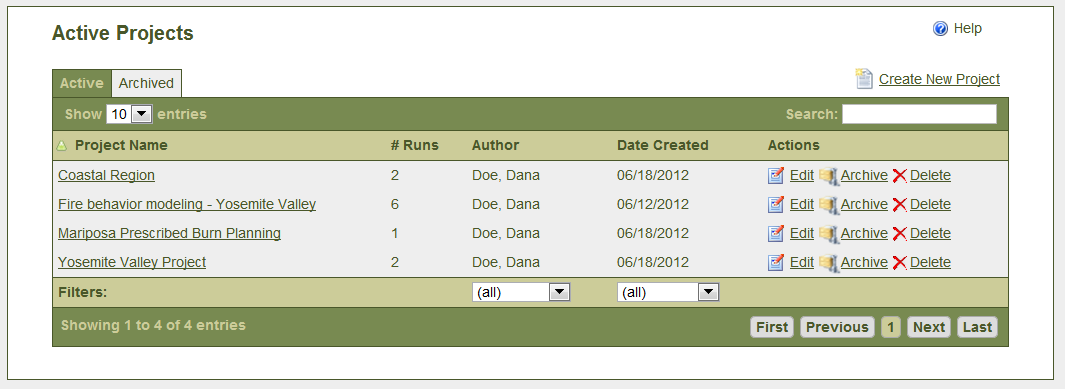 Active Projects
Help
Active Archived
Create New Project
Show 10 entries Search:
Project Name # Runs Author Date Created Actions
Coastal Region 2 Doe, Dana 06/18/2012 Edit Archive Delete
Fire behavior modeling - Yosemite Valley 6 Doe, Dana 06/12/2012 Edit Archive Delete
Mariposa Prescribed Burn Planning 1 Doe, Dana 06/18/2012 Edit Archive Delete
Yosemite Valley Project 2 Doe, Dana 06/18/2012 Edit Archive Delete
Filters: (all) (all)
Showing 1 to 4 of 4 entries First Previous 1 Next Last